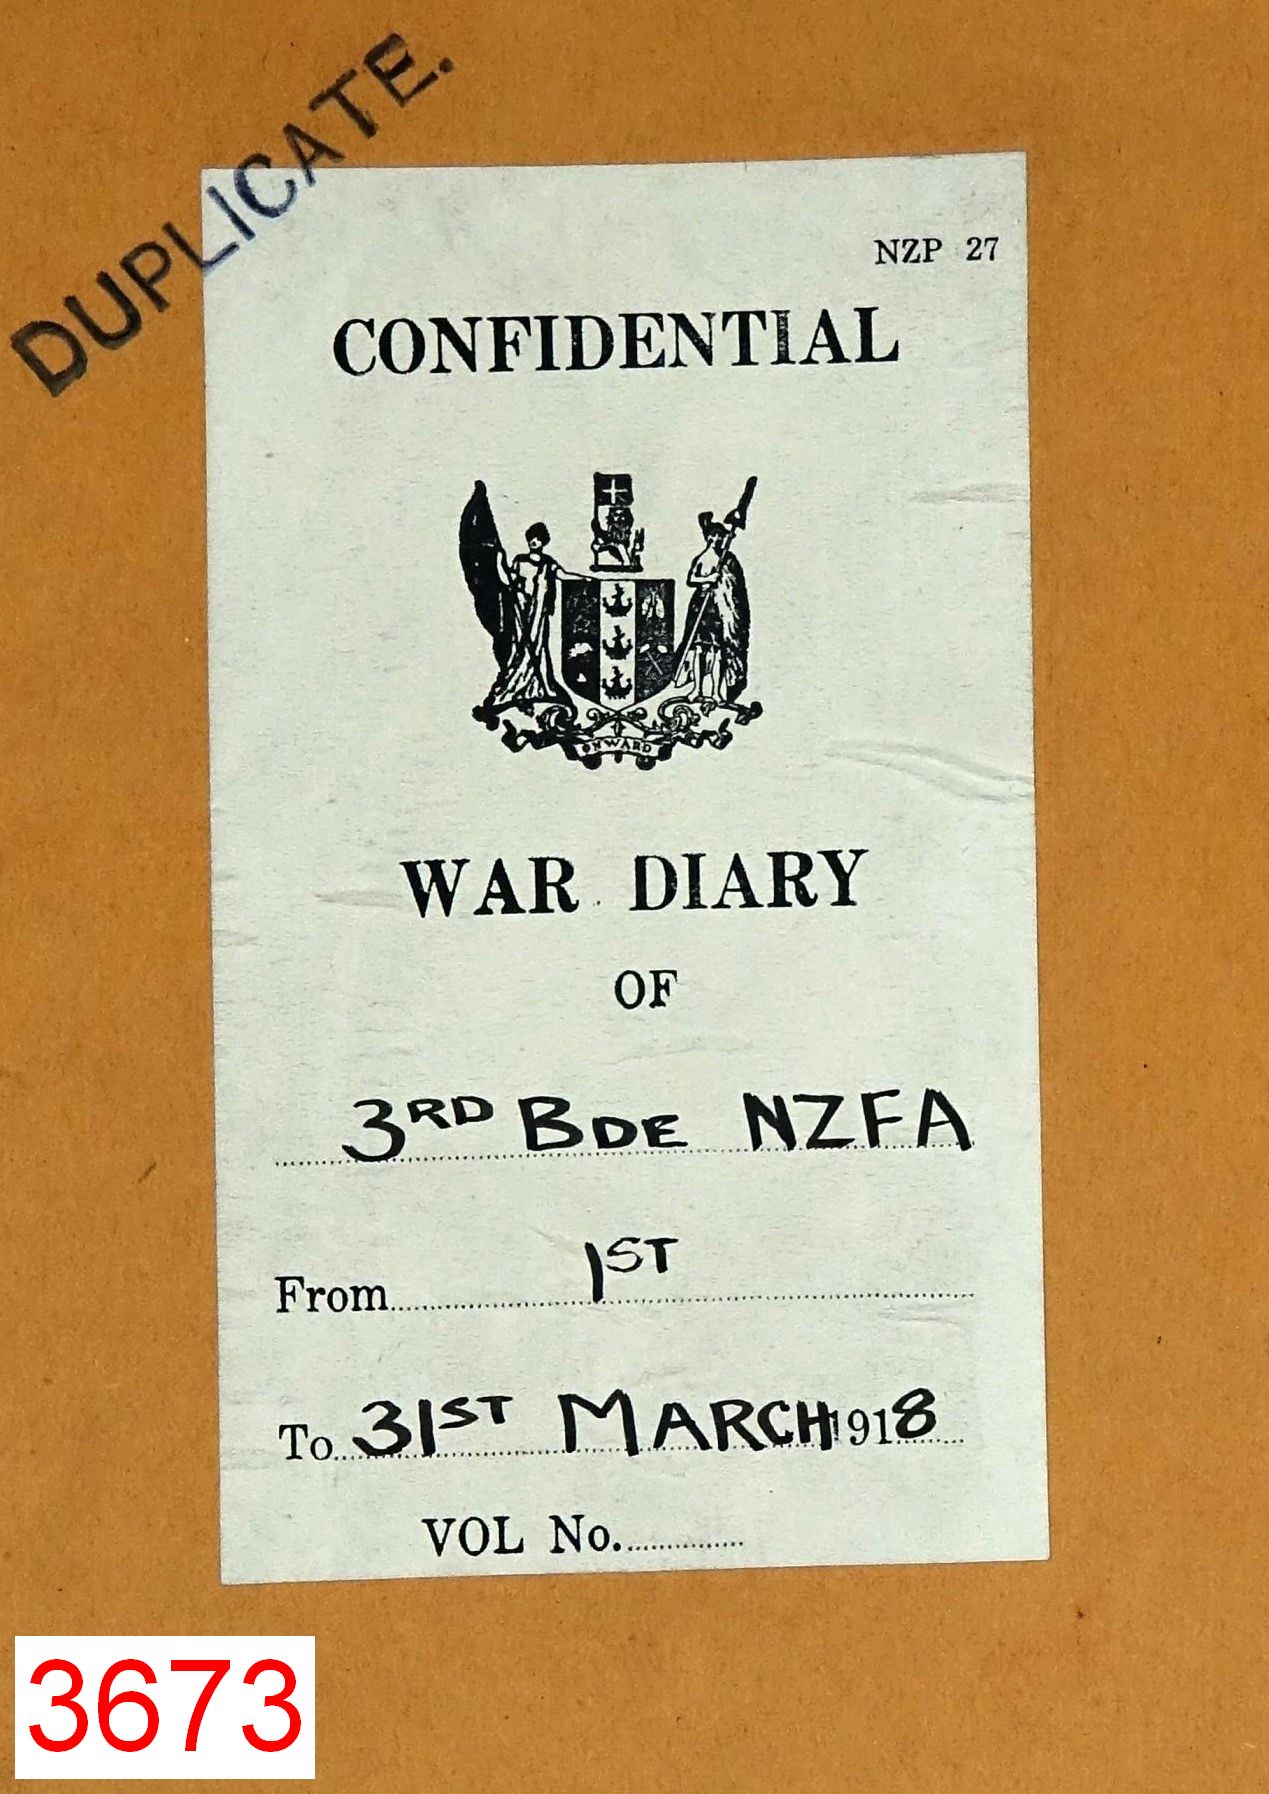 DUPLICATE.
NZP 27
CONFIDENTIAL
ONWARD
WAR DIARY
OF
3RD BDE NZFA
From 1ST
To 31ST MARCH 1918
VOL No.
3673